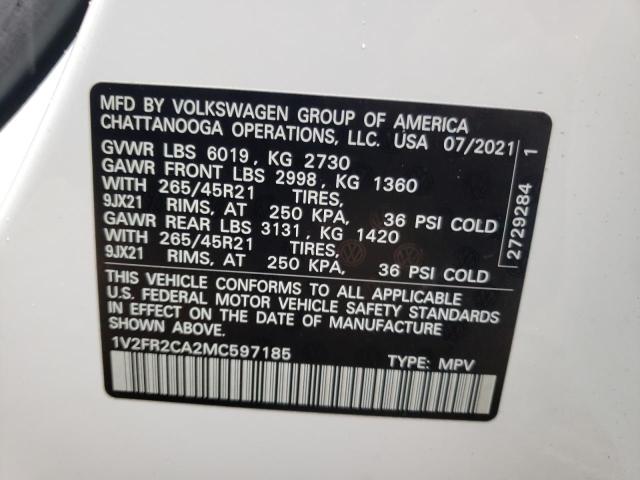 MFD BY VOLKSWAGEN GROUP OF AMERICA
CHATTANOOGA OPERATIONS, LLC. USA 07/2021
GVWR LBS 6019, KG 2730
GAWR FRONT LBS 2998, KG 1360
WITH 265/45R21 TIRES,
9JX21 RIMS, AT 250 KPA, 36 PSI COLD
GAWR REAR LBS 3131, KG 1420
WITH 265/45R21 TIRES,
9JX21 RIMS, AT 250 KPA, 36 PSI COLD
THIS VEHICLE CONFORMS TO ALL APPLICABLE
U.S. FEDERAL MOTOR VEHICLE SAFETY STANDARDS
IN EFFECT ON THE DATE OF MANUFACTURE
SHOWN ABOVE.
1V2FR2CA2MC597185 TYPE: MPV
2729284 1